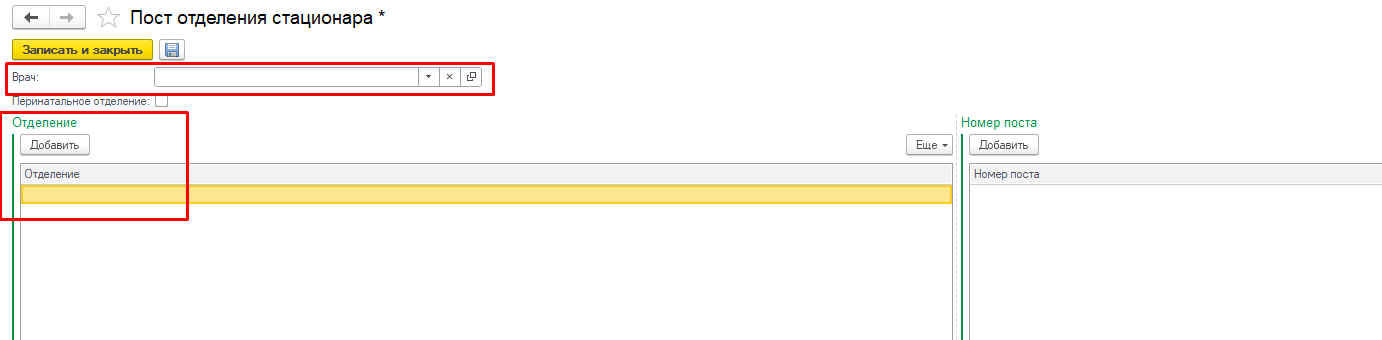 Пост отделения стационара *
Записать и закрыть
Врач:
Перинатальное отделение:
Отделение
Номер поста
Добавить
Еще
Добавить
Отделение
Номер поста